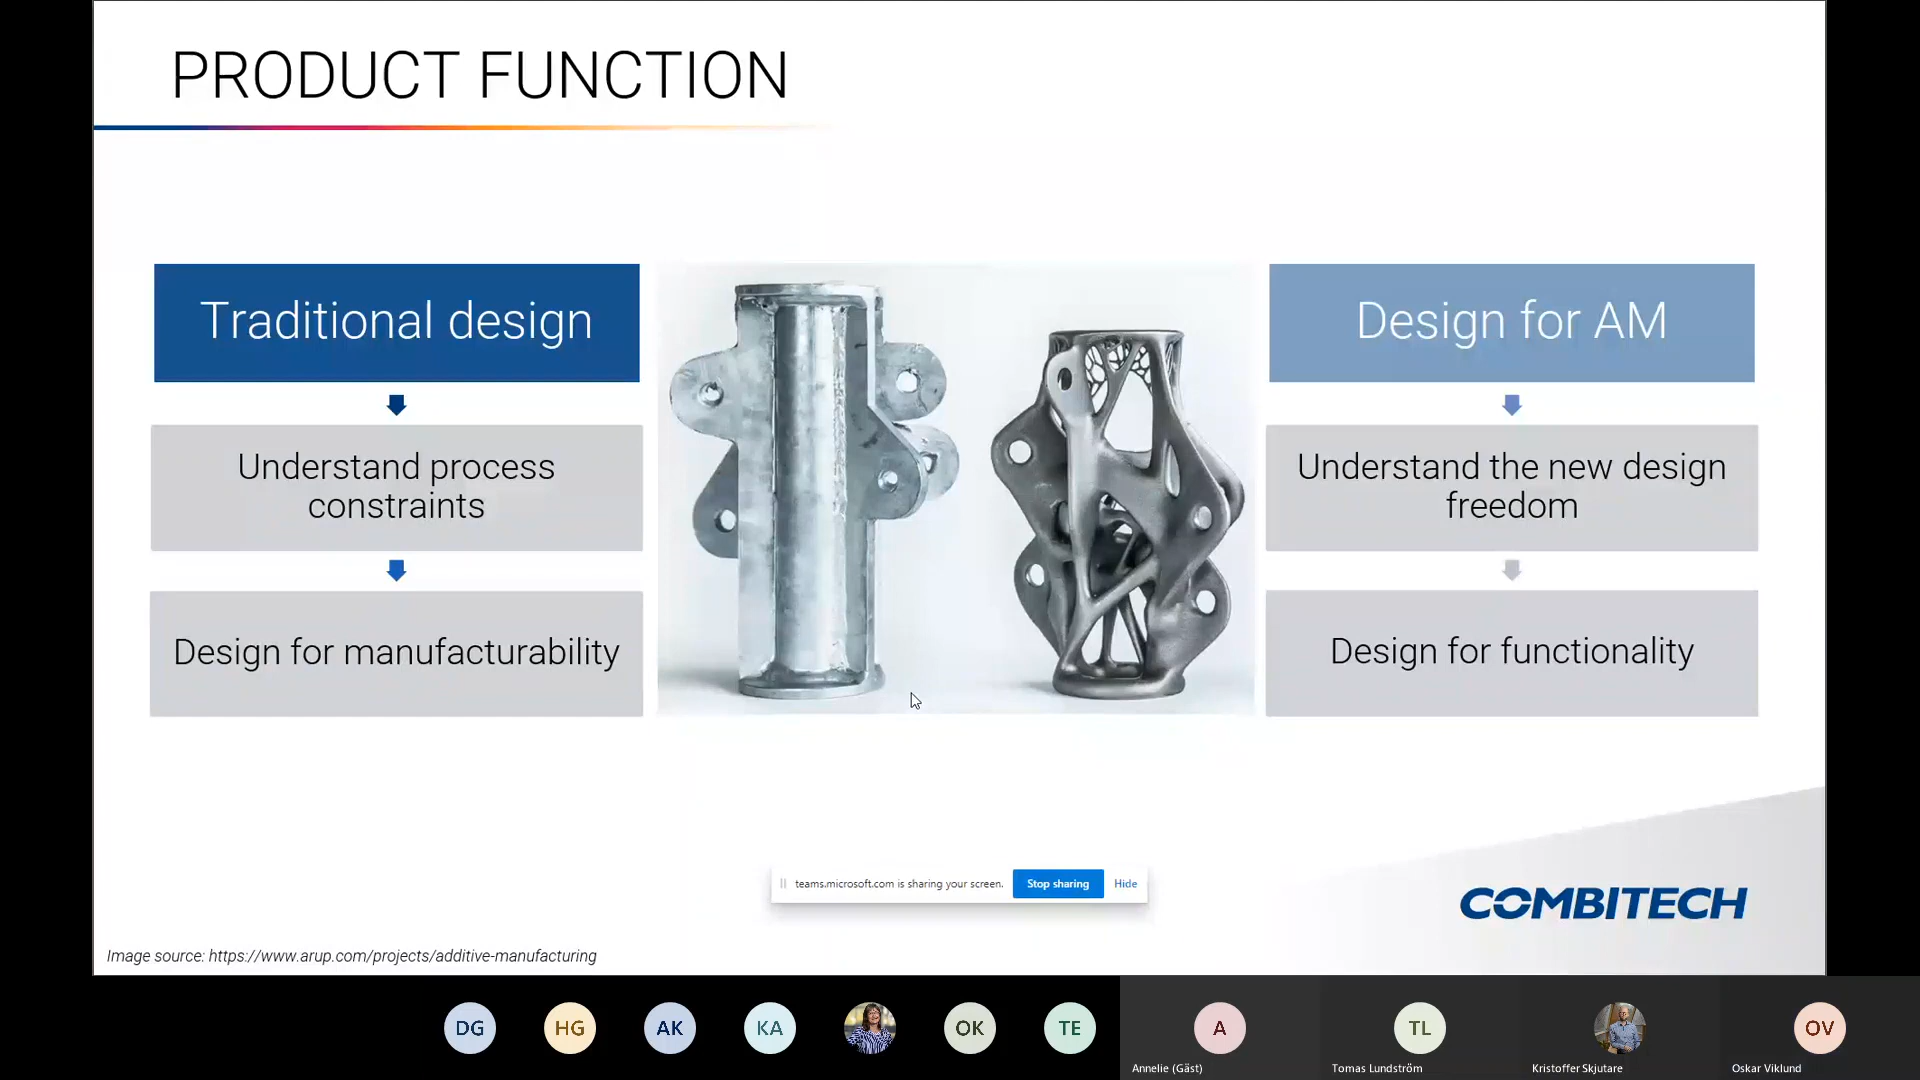 PRODUCT FUNCTION
Traditional design
Understand process
constraints
Design for manufacturability
Design for AM
Understand the new design
freedom
Design for functionality
teams.microsoft.com is sharing your screen.
Stop sharing
Hide
COMBITECH
Image source: https://www.arup.com/projects/additive-manufacturing
DG
HG
AK
KA
OK
TE
A
TL
OV
Annelie (Gäst)
Tomas Lundström
Kristoffer Skjutare
Oskar Viklund